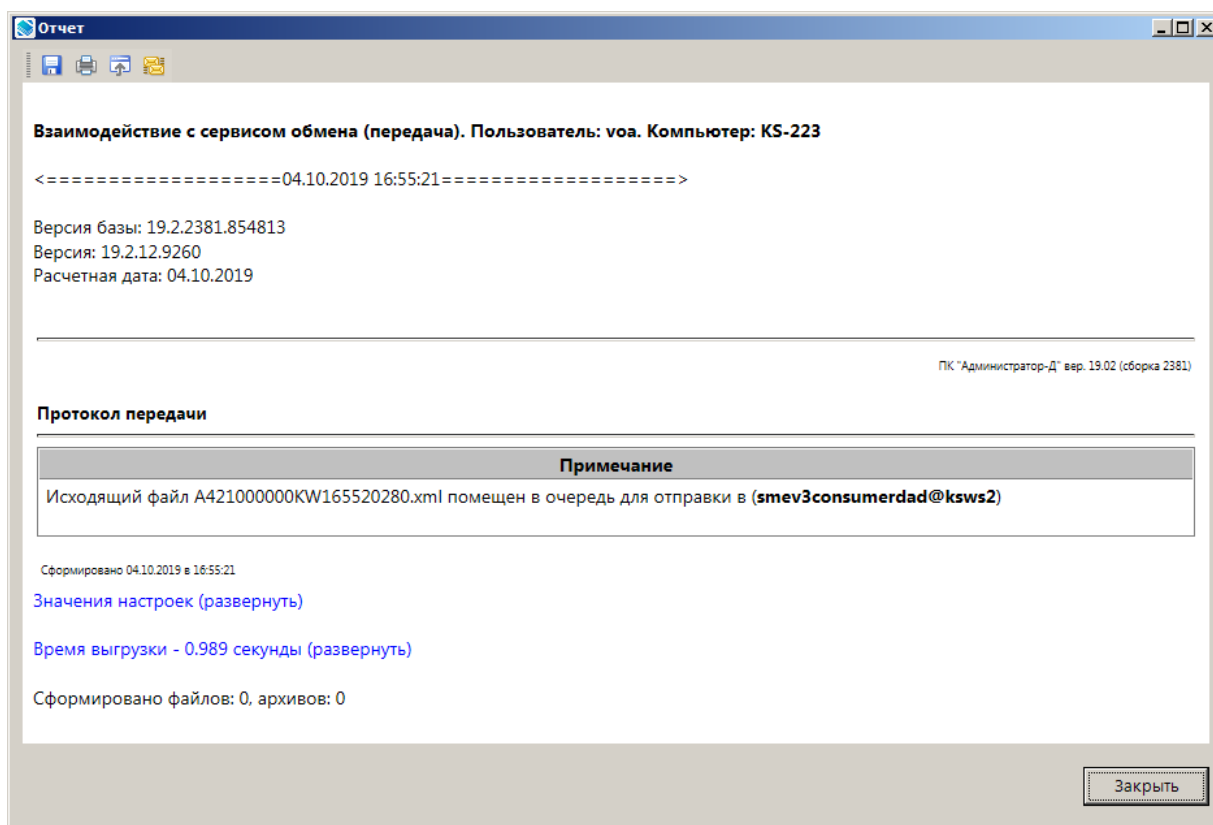 Отчет
Взаимодействие с сервисом обмена (передача). Пользователь: voa. Компьютер: KS-223
<===================04.10.2019 16:55:21===================>
Версия базы: 19.2.2381.854813
Версия: 19.2.12.9260
Расчетная дата: 04.10.2019
ПК "Администратор-Д" вер. 19.02 (сборка 2381)
Протокол передачи
Примечание
Исходящий файл A421000000KW165520280.xml помещен в очередь для отправки в (smev3consumerdad@ksws2)
Сформировано 04.10.2019 в 16:55:21
Значения настроек (развернуть)
Время выгрузки - 0.989 секунды (развернуть)
Сформировано файлов: 0, архивов: 0
Закрыть